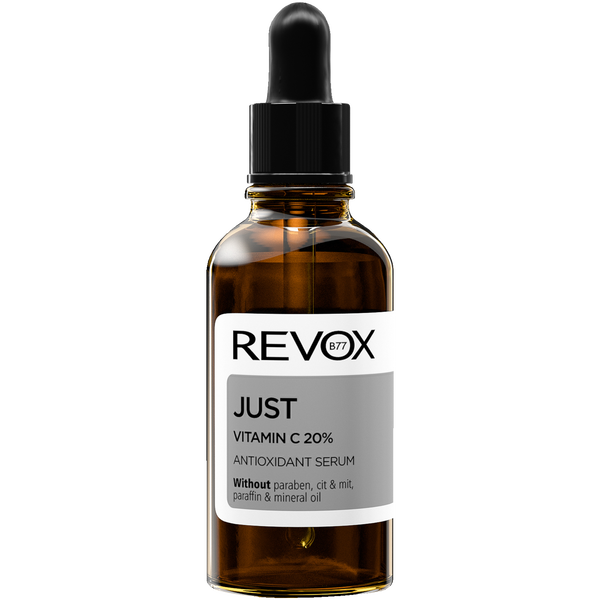 REVOX
B77
JUST
VITAMIN C 20%
ANTIOXIDANT SERUM
Without paraben, cit & mit,
paraffin & mineral oil